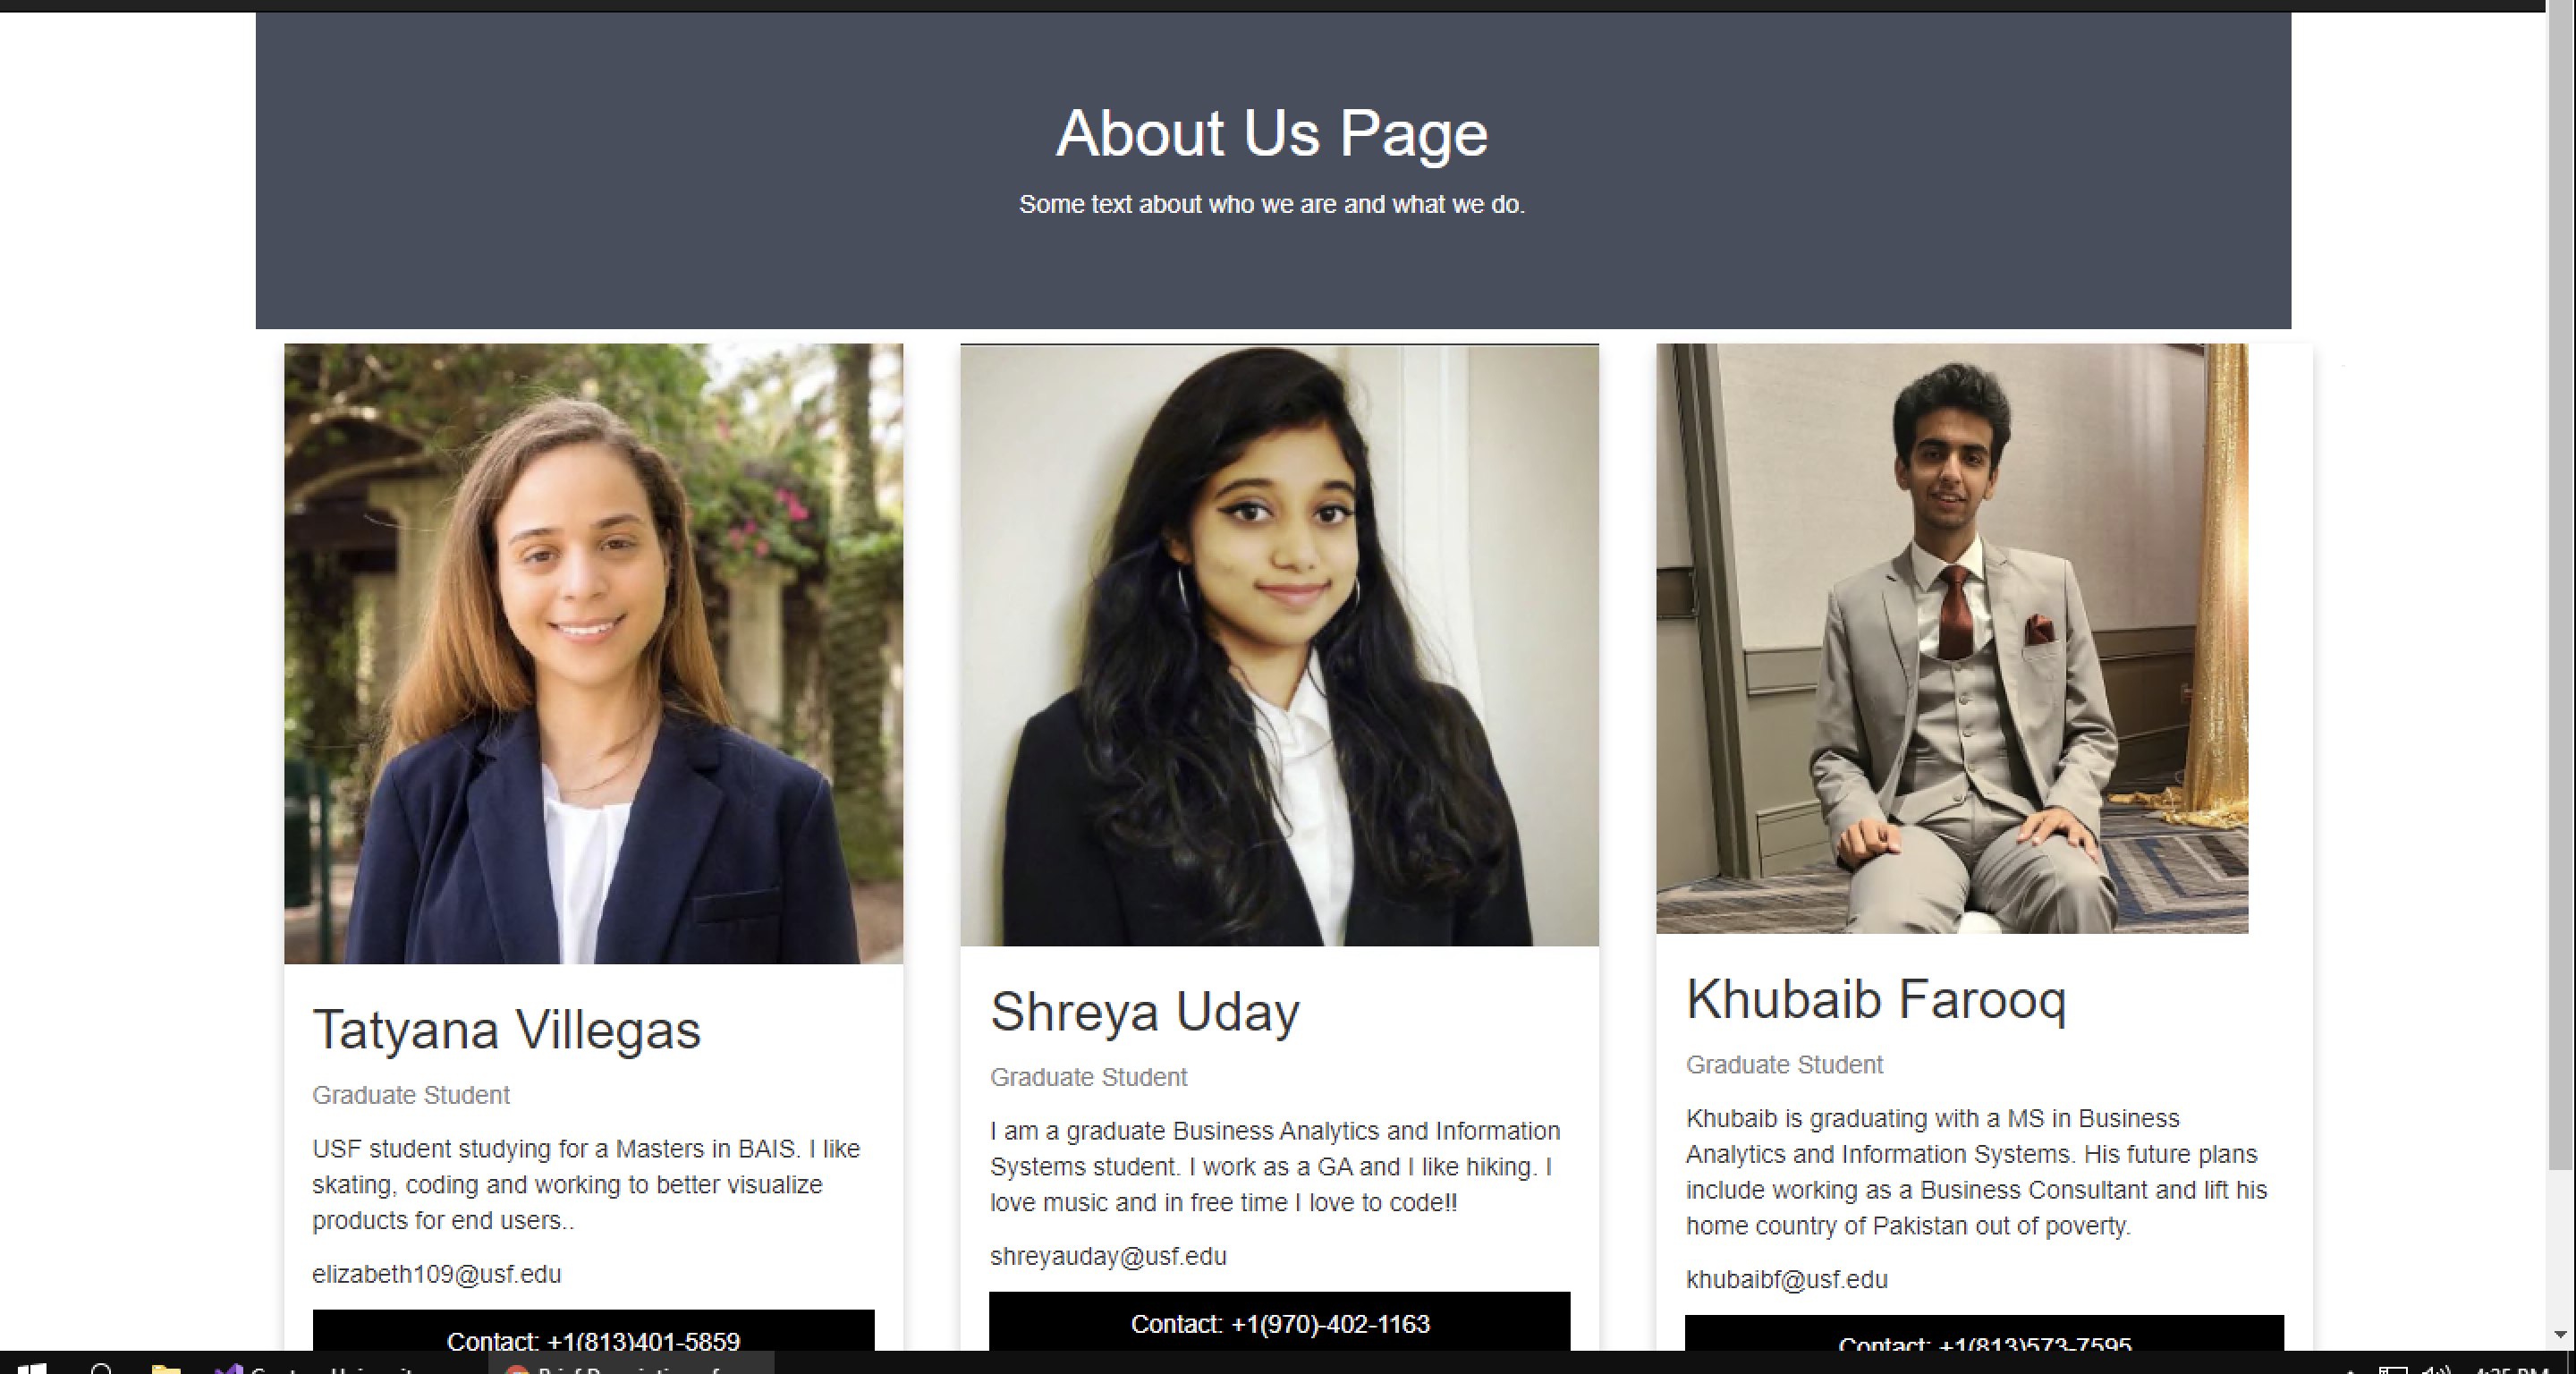 About Us Page
Some text about who we are and what we do.
Tatyana Villegas
Graduate Student
USF student studying for a Masters in BAIS. I like
skating, coding and working to better visualize
products for end users..
elizabeth109@usf.edu
Contact: +1(813)401-5859
Shreya Uday
Graduate Student
I am a graduate Business Analytics and Information
Systems student. I work as a GA and I like hiking. I
love music and in free time I love to code!!
shreyauday@usf.edu
Contact: +1(970)-402-1163
Khubaib Farooq
Graduate Student
Khubaib is graduating with a MS in Business
Analytics and Information Systems. His future plans
include working as a Business Consultant and lift his
home country of Pakistan out of poverty.
khubaibf@usf.edu
Contact: +1(813)573-7595